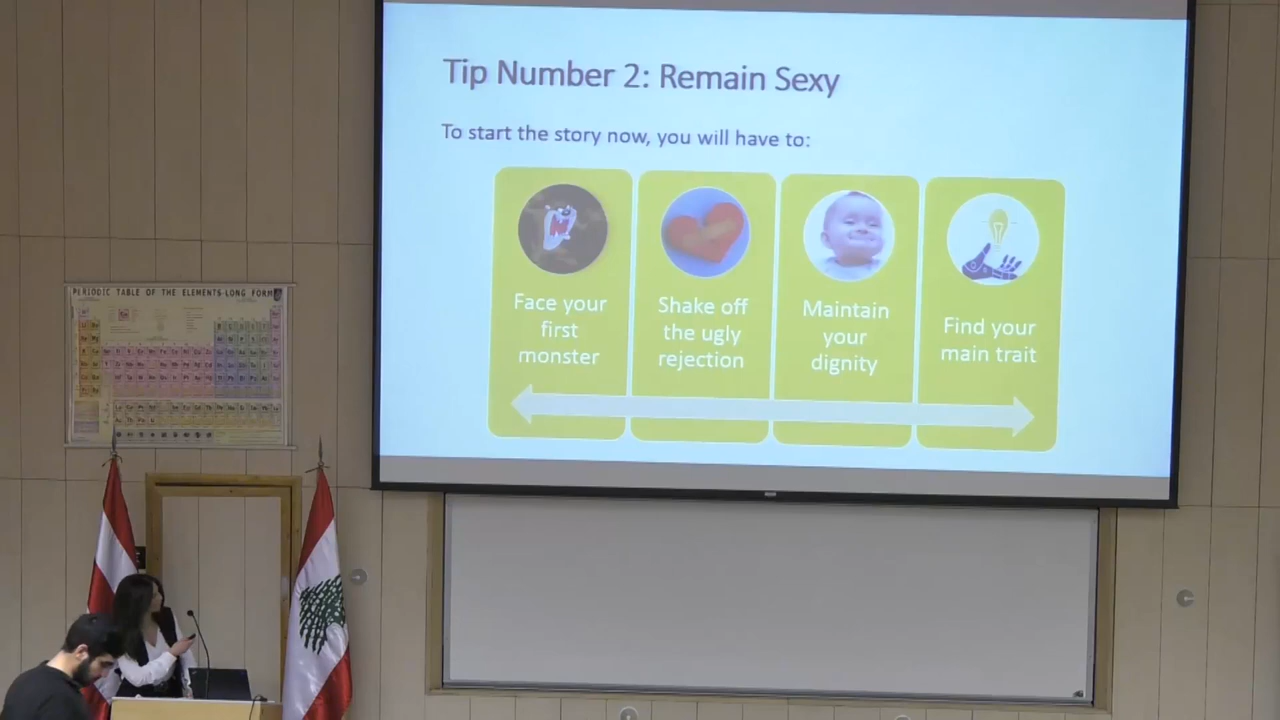 Tip Number 2: Remain Sexy
To start the story now, you will have to:
Face your
first
monster
Shake off
the ugly
rejection
Maintain
your
dignity
Find your
main trait
PERIODIC TABLE OF THE ELEMENTS-LONG FORM